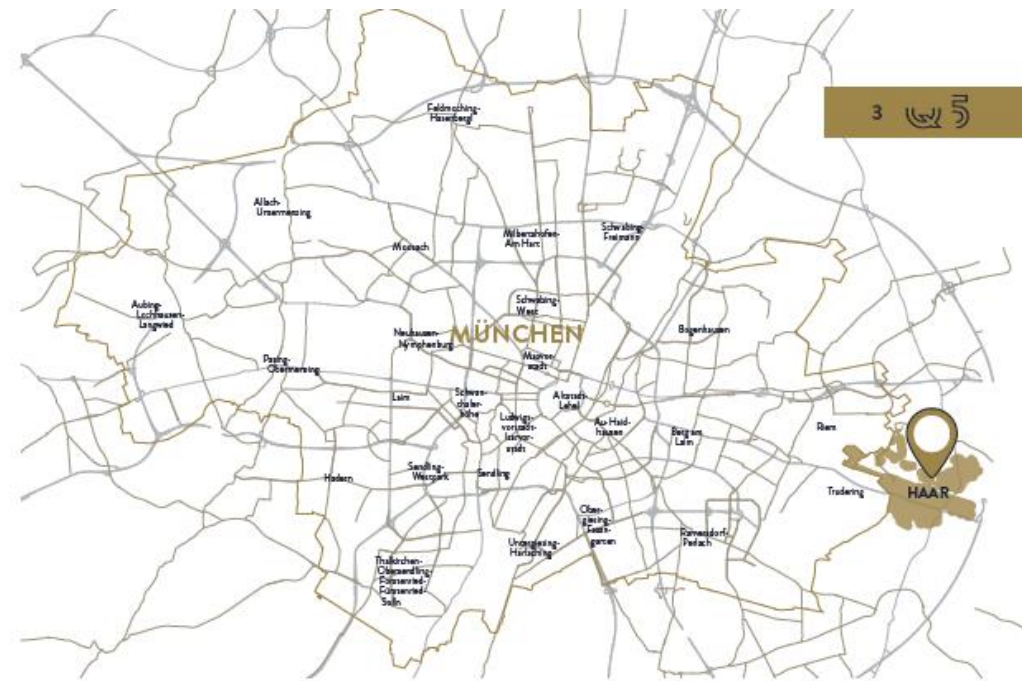 3
5
Feldmoching-
Hasenbergl
Allach-
Untermenzing
Moosach
Milbertshofen-
Am Hart
Schwabing-
Freimann
Aubing-
Lochhausen-
Langwied
Schwabing-
West
Neuhausen-
Nymphenburg
MÜNCHEN
Bogenhausen
Maxvor-
stadt
Pasing-
Obermenzing
Laim
Schwan-
thaler-
höhe
Altstadt-
Lehel
Ludwigs-
vorstadt-
Isarvor-
stadt
Au-Haid-
hausen
Berg am
Laim
Riem
Hadern
Sendling-
Westpark
Sendling
Trudering
HAAR
Ober-
giesing-
Fasan-
garten
Untergiesing-
Harlaching
Ramersdorf-
Perlach
Thalkirchen-
Obersendling-
Forstenried-
Fürstenried-
Solln